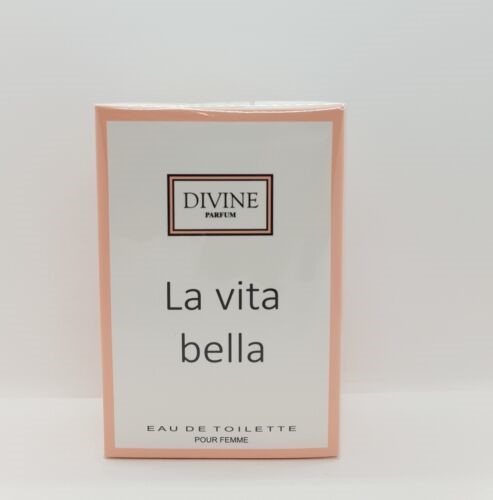 DIVINE
PARFUM
La vita
bella
EAU DE TOILETTE
POUR FEMME